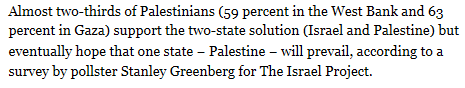 Almost two-thirds of Palestinians (59 percent in the West Bank and 63
percent in Gaza) support the two-state solution (Israel and Palestine) but
eventually hope that one state – Palestine – will prevail, according to a
survey by pollster Stanley Greenberg for The Israel Project.